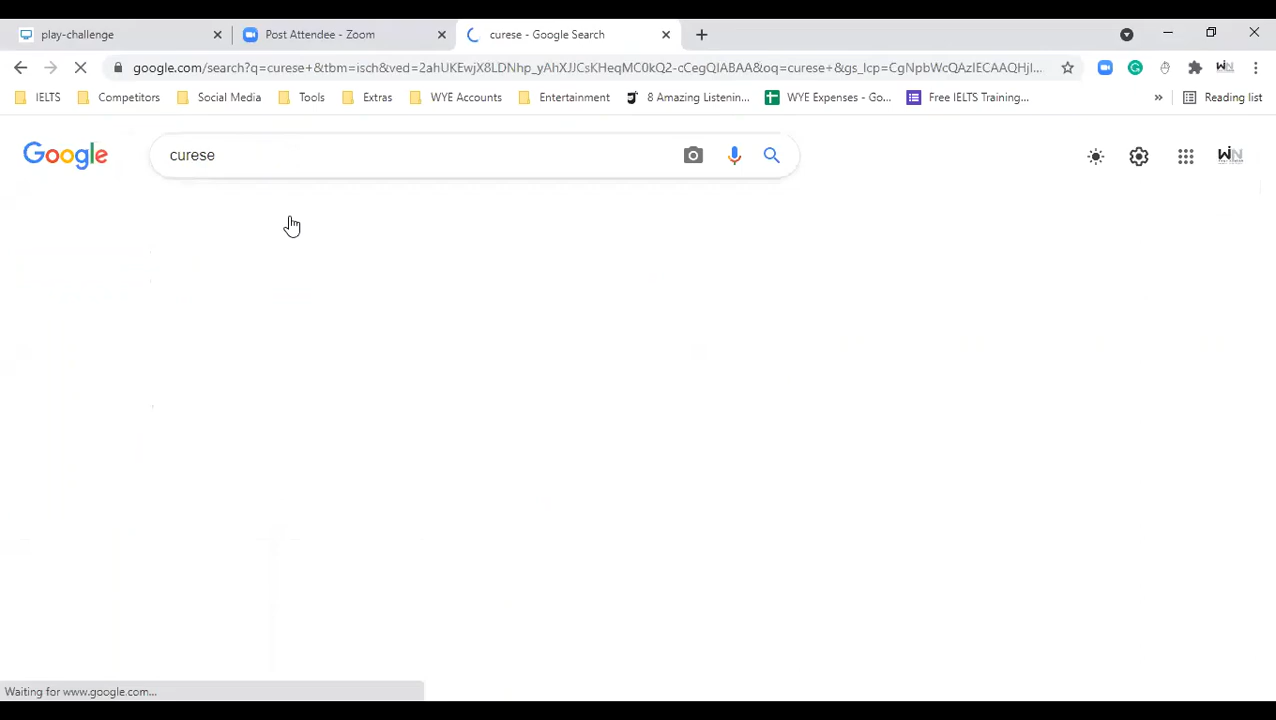 play-challenge
Post Attendee - Zoom
curese - Google Search
google.com/search?q=curese+&tbm=isch&ved=2ahUKEwjX8LDNhp_yAhXJJCsKHeqMC0kQ2-cCegQIABAA&oq=curese+&gs_lcp=CgNpbWcQAzIECAAQHjI...
IELTS
Competitors
Social Media
Tools
Extras
WYE Accounts
Entertainment
8 Amazing Listenin...
WYE Expenses - Go...
Free IELTS Training...
»
Reading list
Google
curese
WN
Waiting for www.google.com...